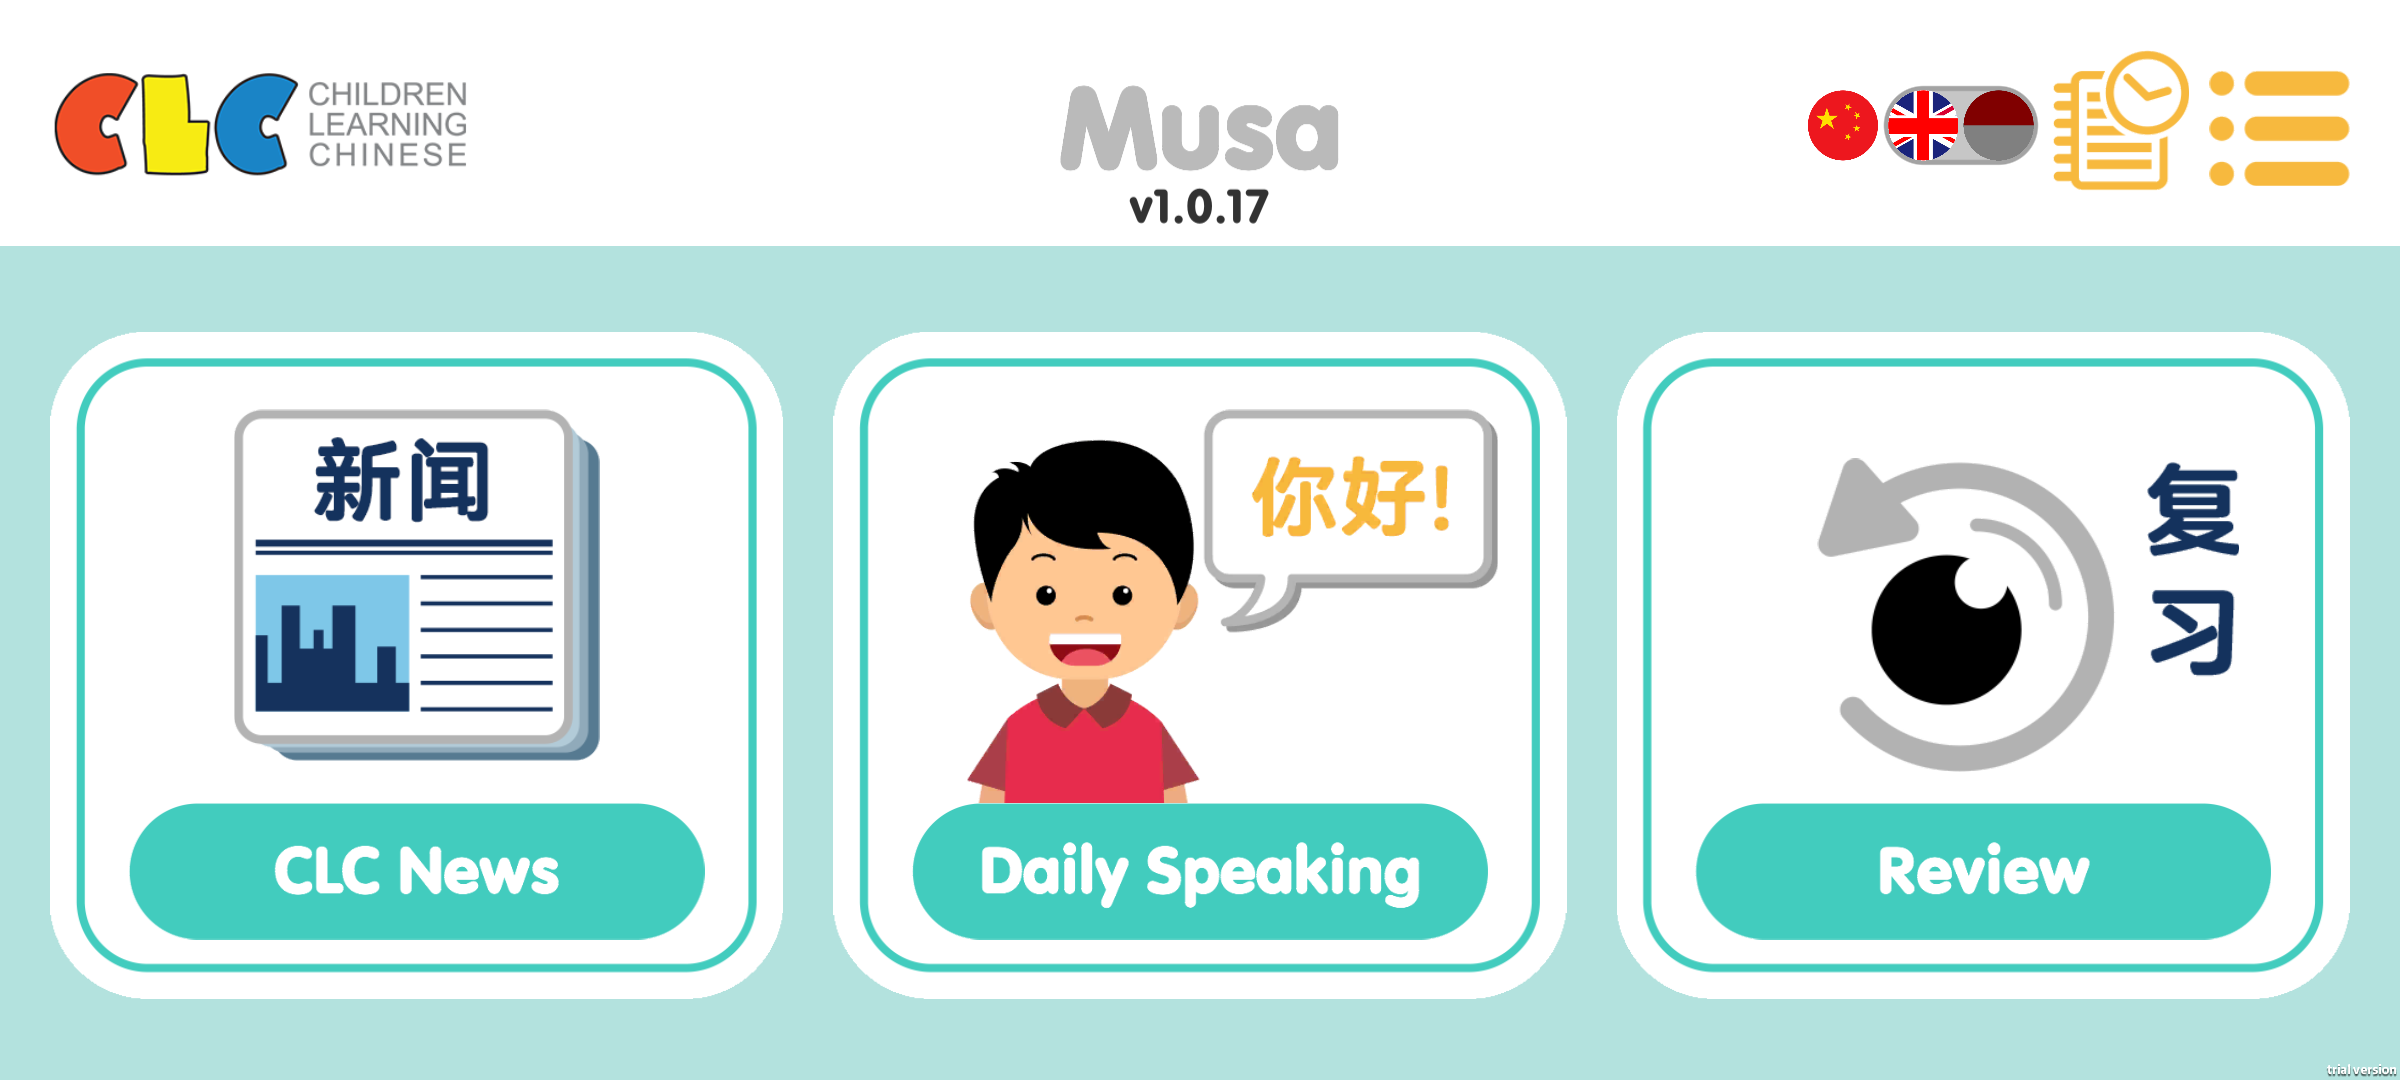 CLC
CHILDREN
LEARNING
CHINESE
Musa
v1.0.17
新闻
CLC News
你好!
Daily Speaking
复
习
Review
trial version